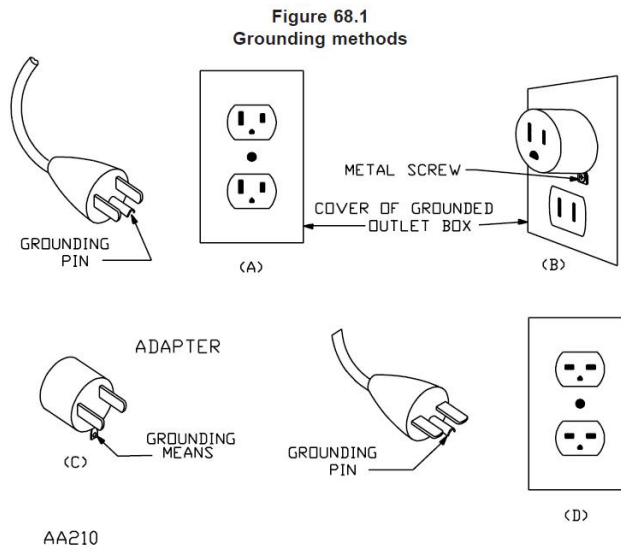 Figure 68.1
Grounding methods
GROUNDING
PIN
(A)
METAL SCREW
COVER OF GROUNDED
OUTLET BOX
(B)
ADAPTER
GROUNDING
MEANS
(C)
GROUNDING
PIN
(D)
AA210